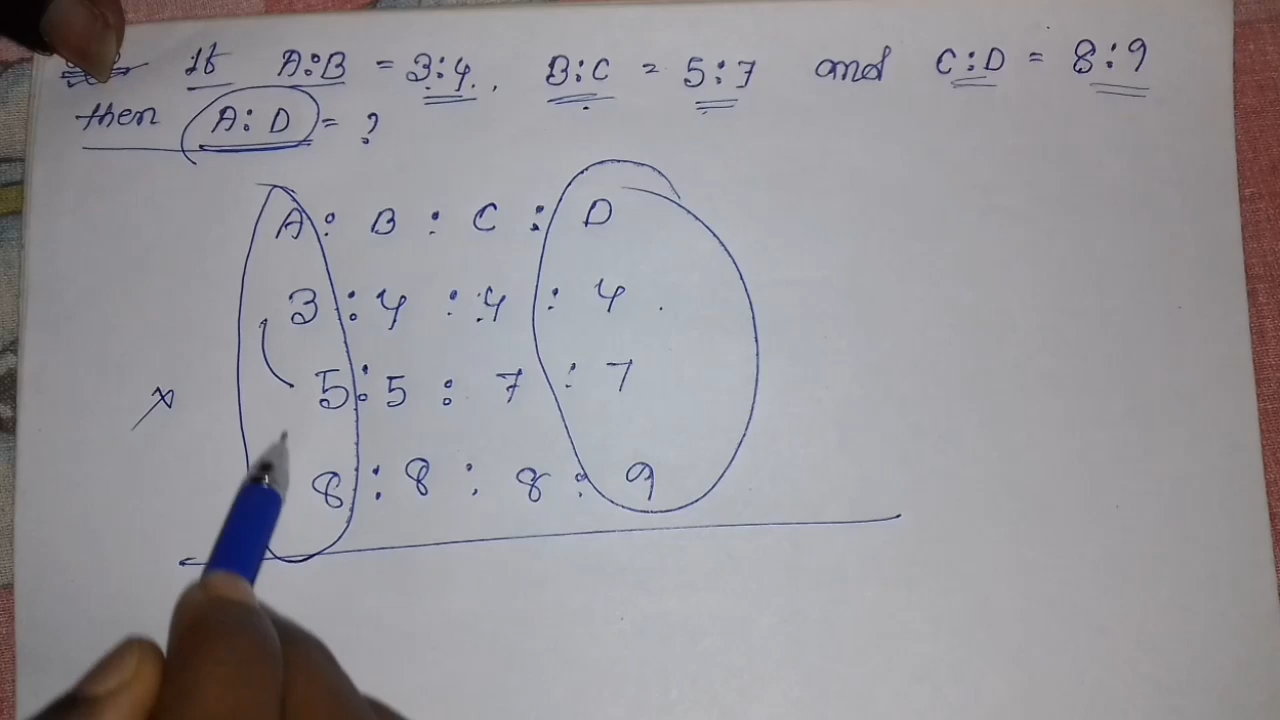 If A:B = 3:4, B:C = 5:7 and C:D = 8:9
then A:D = ?
A : B : C : D
3 : 4 : 4 : 4
5 : 5 : 7 : 7
x
8 : 8 : 8 : 9